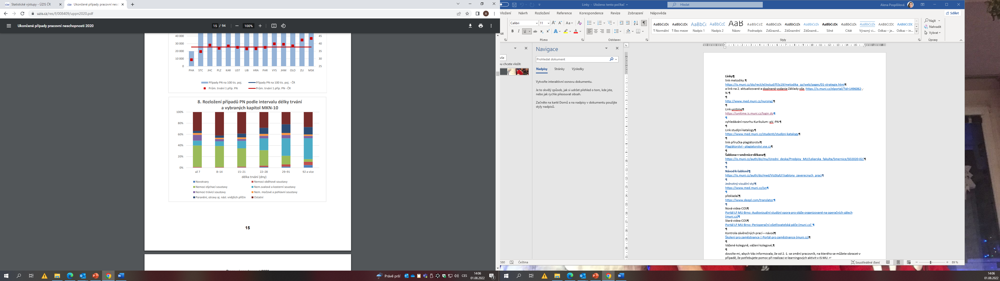 Statistické výstupy - ÚZIS ČR
Ukončené případy pracovní nesch
uzis.cz/res/f/008409/uppn2020.pdf
Ukončené případy pracovní neschopnosti 2020
15 / 94
100%
40 000
30 000
20 000
10 000
0
45
40
35
30
25
PHA STC JHC PLZ KAR UST LIB HRA PAR VYS JHM OLO ZLI MSK
Případy PN na 100 tis. poj.
Případy PN na 100 tis. poj. - ČR
Prům. trvání 1 příp. PN
Prům. trvání 1 příp. PN - ČR
8. Rozložení případů PN podle intervalu délky trvání
a vybraných kapitol MKN-10
100%
80%
60%
40%
20%
0%
až 7 8–14 15–21 22–28 29–91 92 a více
délka trvání (dny)
Novotvary
Nemoci oběhové soustavy
Nemoci dýchací soustavy
Nem.svalové a kosterní soustavy
Nemoci trávicí soustavy
Nem. močové a pohlavní soustavy
Poranění, otravy aj. násl. vnějších příčin
Ostatní
15
Právě prší
CES
14:06
01.08.2022
Linky - Uloženo: tento počítač
Hledat
Alena Pospíšilová
Vložení Návrh Rozložení Reference Korespondence Revize Zobrazení Nápověda
Sdílet
Calibri 11
Písmo
Odstavec
¶ Normální ¶ Bez mezer Nadpis 1 Nadpis 2 Název Podnadpis Zdůrazně... Zdůraznění Zdůrazně... Silné Citát Výrazný ci... Odkaz – je... Odkaz – in...
Styly
Najít
Nahradit
Vybrat
Úpravy
vše
ou chcete vložit:
Navigace
Prohledat dokument
Nadpisy Stránky Výsledky
Vytvořte interaktivní osnovu dokumentu.
Je to skvělý způsob, jak si udržet přehled o tom, kde jste,
nebo jak rychle přesouvat obsah.
Začněte na kartě Domů a na nadpisy v dokumentu použijte
styly nadpisů.
Linky¶
link metodiky:¶
https://is.muni.cz/do/rect/el/estud/lf/js19/metodika_zp/web/pages/01-strategie.html¶
a link na 2. aktualizované a doplnené vydanie Základy oše, https://is.muni.cz/elportal/?id=1496062 ,
N.¶
¶
http://www.med.muni.cz/nursing/¶
¶
Link unitime¶
https://unitime.is.muni.cz/login.do¶
¶
vyhledávání rozvrhu Kurikulum: pV, PN ¶
¶
Link studijní katalogy¶
https://www.med.muni.cz/studenti/studijni-katalogy¶
¶
link příručka plagiátorství¶
Plagiátorství – plagiatorstvi.vse.cz¶
¶
Šablona + směrnice děkana¶
https://is.muni.cz/auth/do/mu/Uredni_deska/Predpisy_MU/Lekarska_fakulta/Smernice/SD2020-02/¶
¶
¶
Návod k šabloně¶
https://is.muni.cz/auth/do/med/VizStylLF/sablony_zaverecnych_praci¶
¶
Jednotný vizuální styl¶
https://www.med.muni.cz/jvs¶
¶
překladač¶
https://www.deepl.com/translator¶
¶
Nová videa COS¶
Portál LF MU Brno: Audiovizuální studijní opora pro stáže organizované na operačních sálech
(muni.cz)¶
Stará videa COS¶
Portál LF MU Brno: Perioperační ošetřovatelská péče (muni.cz)¶
¶
Kontrola závěrečných prací – návod¶
Školení pro zaměstnance | Portál pro zaměstnance (muni.cz)¶
¶
Vážené kolegyně, vážení kolegové,¶
¶
dovolte mi, abych Vás informovala, že od 2. 1. se změní pracovník, na kterého se můžete obracet v
případě, že potřebujete pomoc při realizaci e-learningových aktivit v IS MU.
580
Čeština
Soustředěné čtení
89 %
14:06
01.08.2022